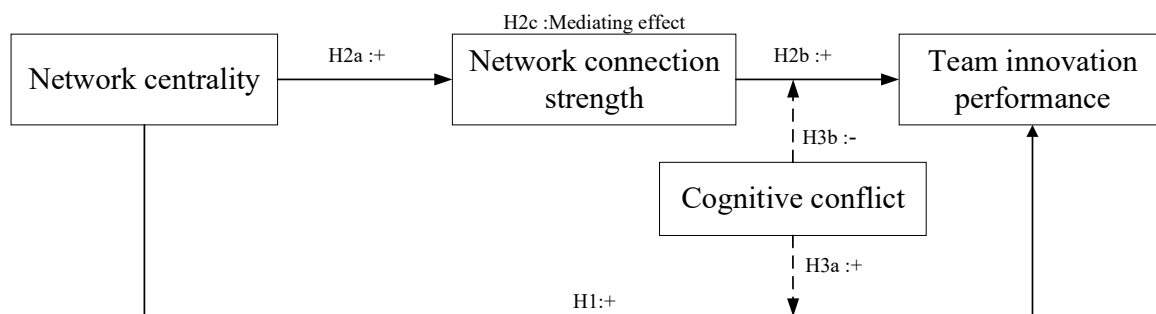 H2c :Mediating effect
Network centrality
H2a :+
Network connection
strength
H2b :+
Team innovation
performance
H3b :-
Cognitive conflict
H3a :+
H1:+